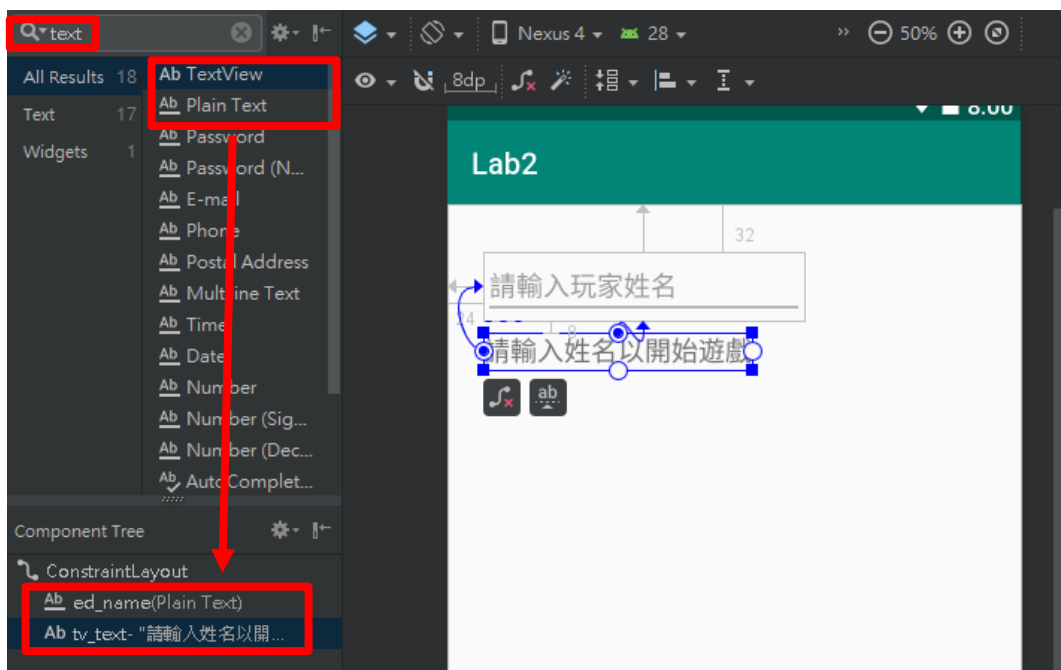 text
Nexus 4
28
50%
All Results 18
Ab TextView
8dp
Ab Plain Text
Text 17
8:00
Ab Password
Widgets 1
Ab Password (N...
Lab2
Ab E-mail
Ab Phone
32
Ab Postal Address
請輸入玩家姓名
Ab Multiline Text
24
8
Ab Time
請輸入姓名以開始遊戲
Ab Date
Ab Number
ab
Ab Number (Sig...
Ab Number (Dec...
Ab AutoComplet...
Component Tree
ConstraintLayout
Ab ed_name(Plain Text)
Ab tv_text- "請輸入姓名以開...